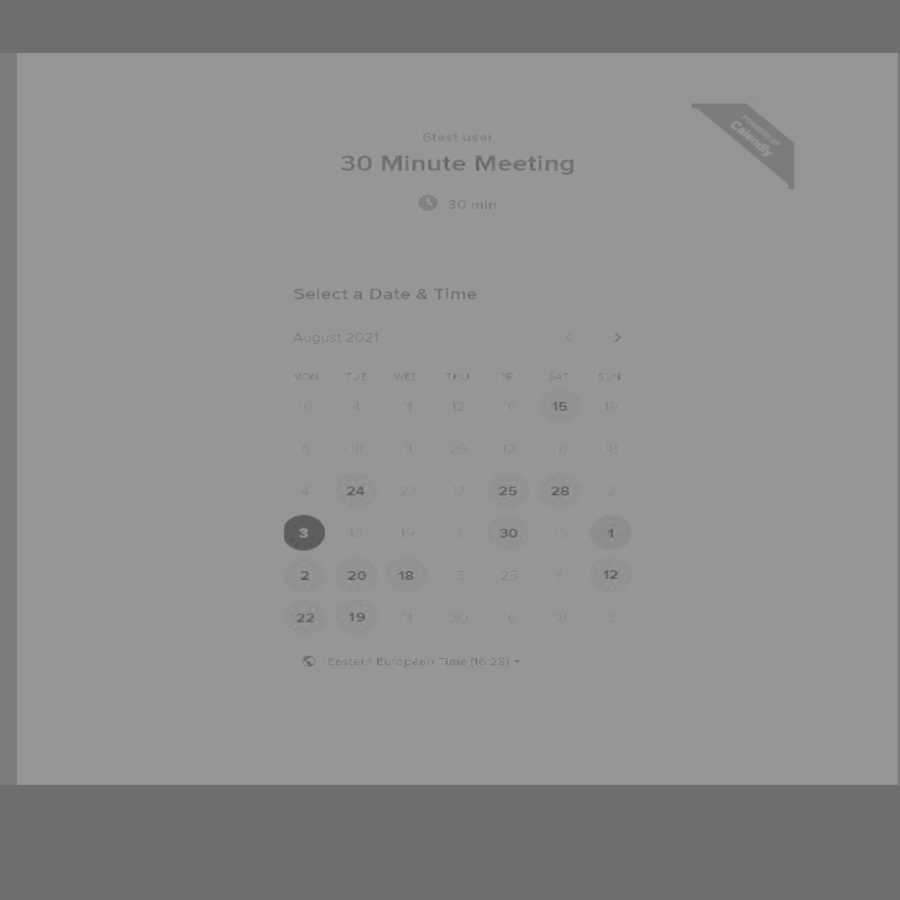 6test user
30 Minute Meeting
30 min
POWERED BY
Calendly
Select a Date & Time
August 2021
MON TUE WED THU FRI SAT SUN
10 4 11 12 10 15 19
6 18 11 20 12 10 18
4 24 23 17 25 28 2
3 13 19 3 30 15 1
2 20 18 15 25 6 12
22 19 11 30 10 18 3
Eastern European Time (16:28)